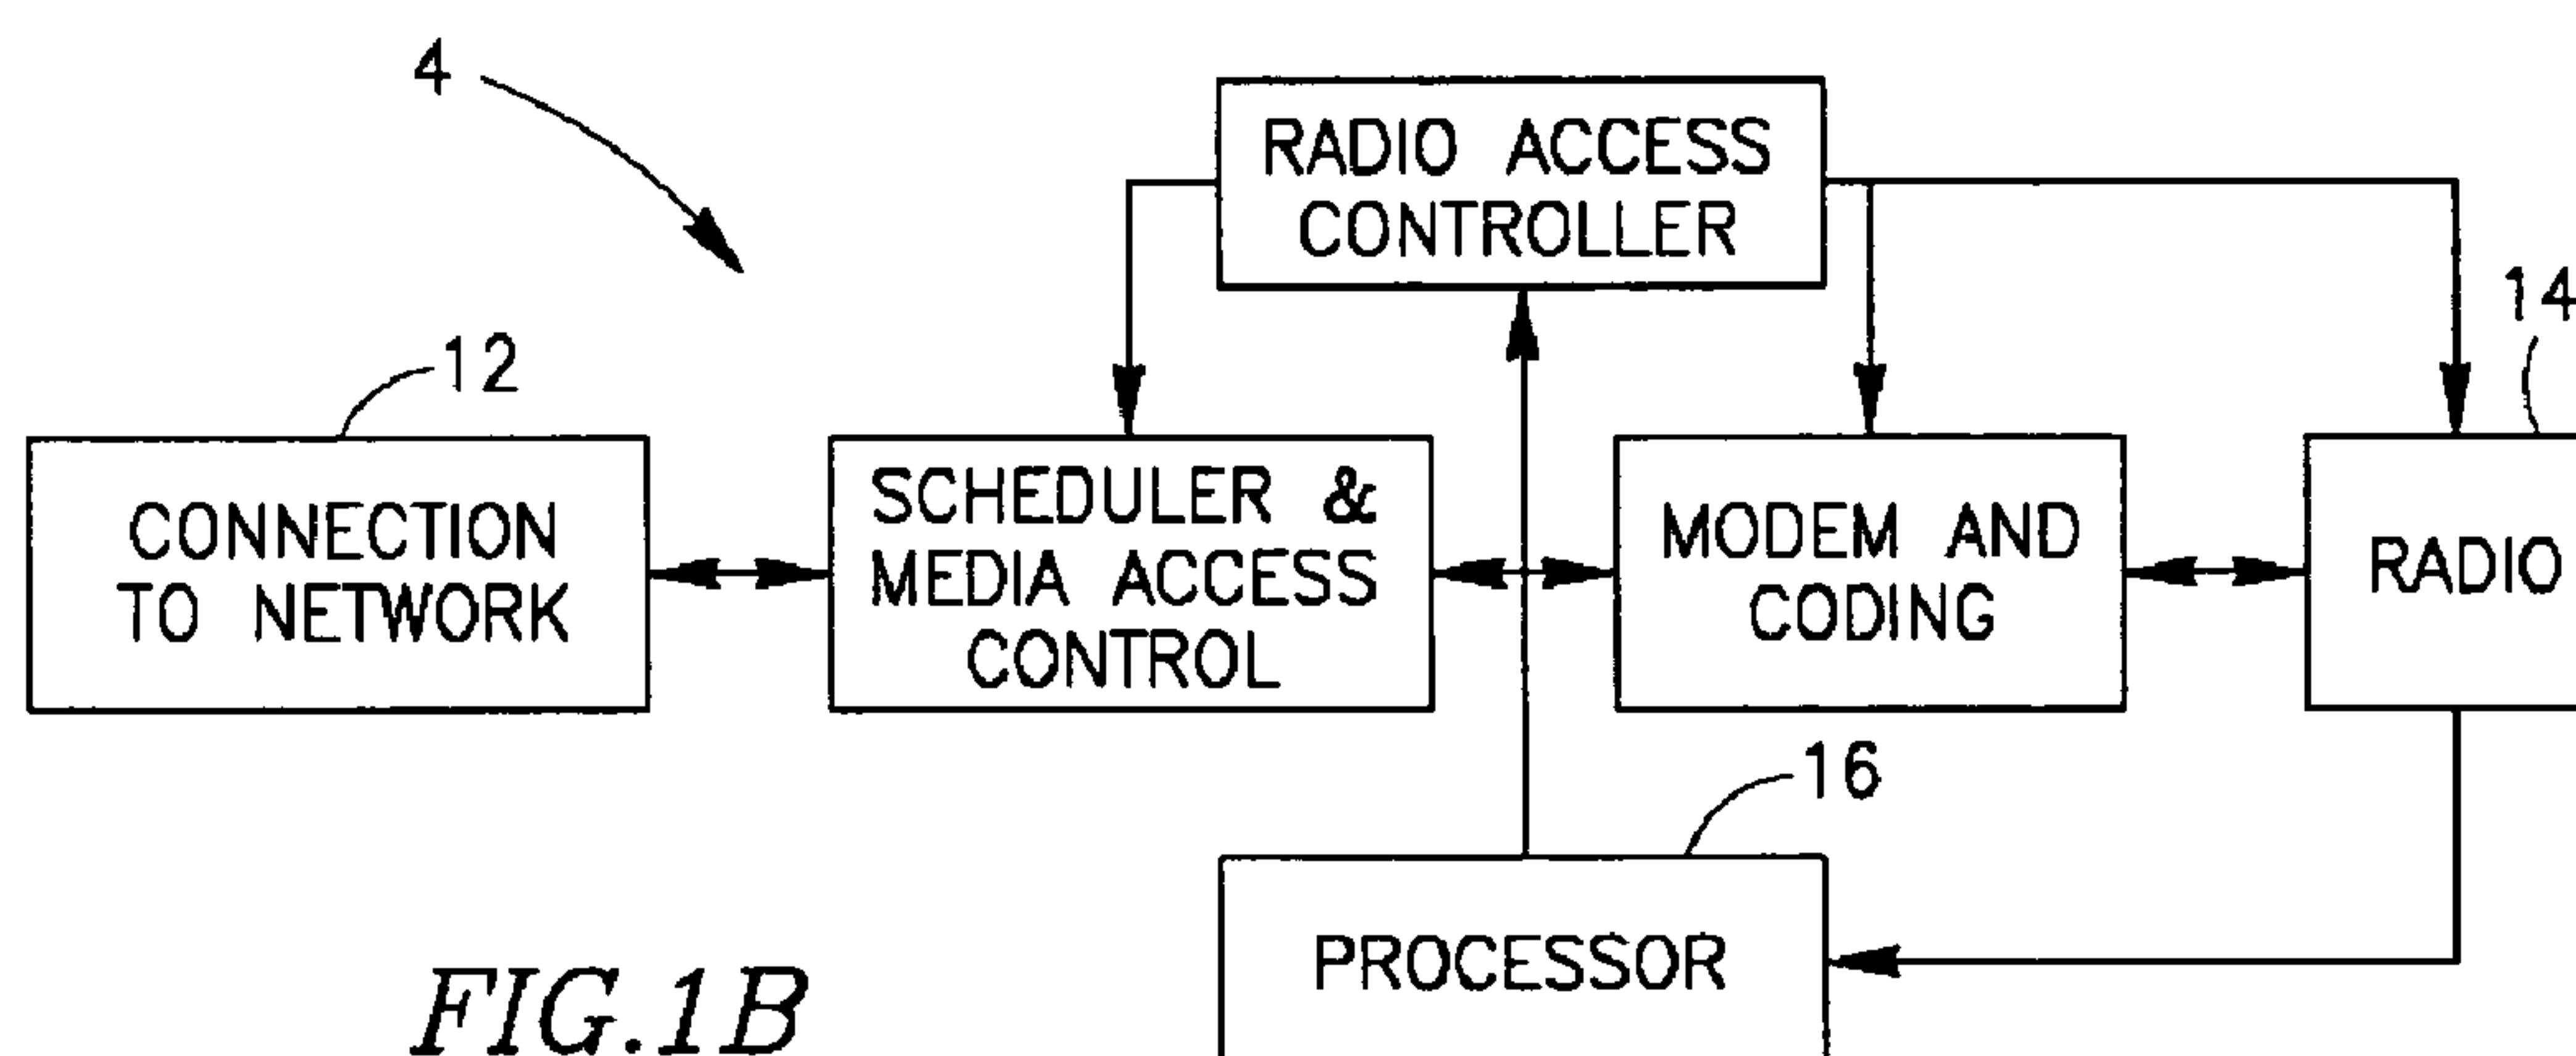 4
RADIO ACCESS
CONTROLLER
14
12
CONNECTION
TO NETWORK
SCHEDULER &
MEDIA ACCESS
CONTROL
MODEM AND
CODING
RADIO
16
PROCESSOR
FIG.1B